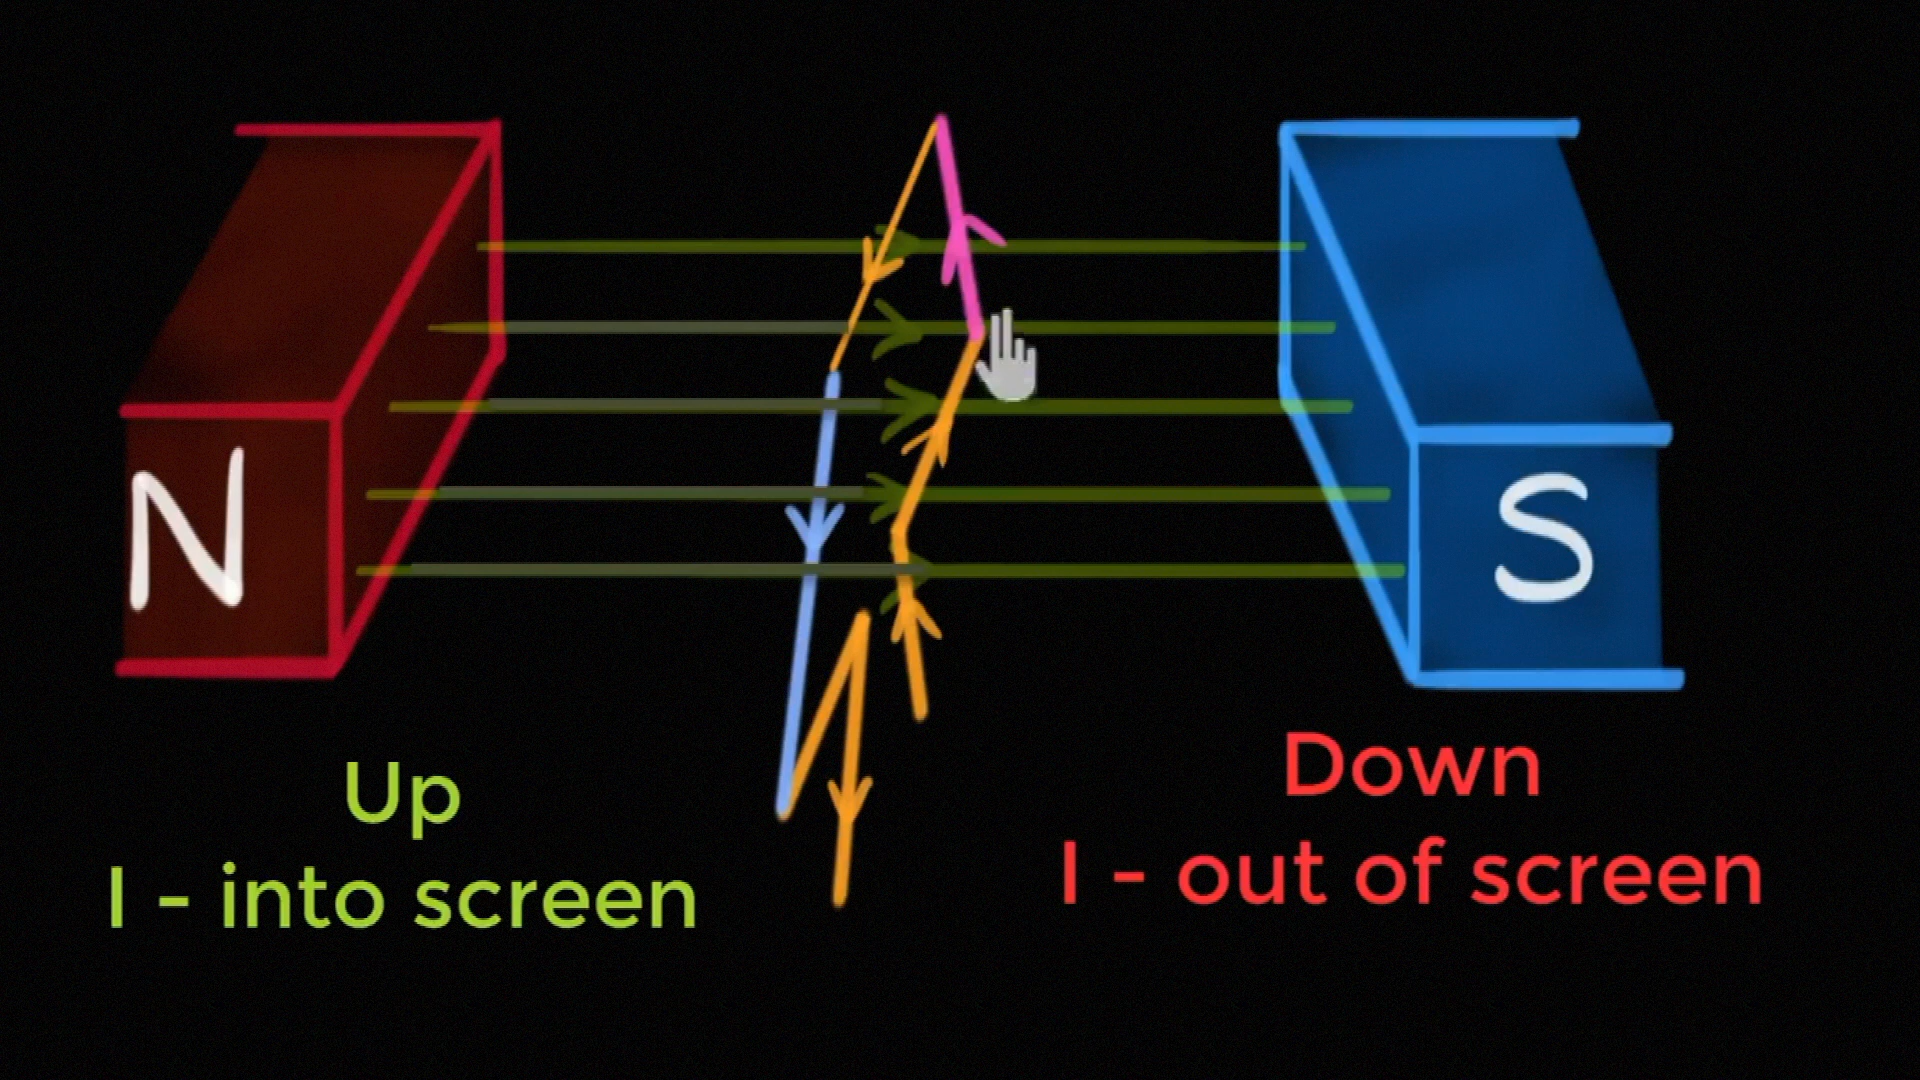 N
S
Up
I - into screen
Down
I - out of screen